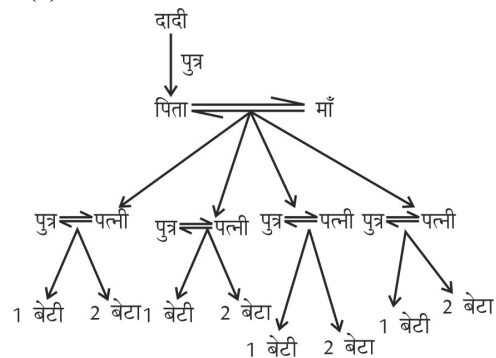 दादी
पुत्र
पिता माँ
पुत्र पत्नी पुत्र पत्नी पुत्र पत्नी पुत्र पत्नी
1 बेटी 2 बेटा 1 बेटी 2 बेटा 1 बेटी 2 बेटा 1 बेटी 2 बेटा